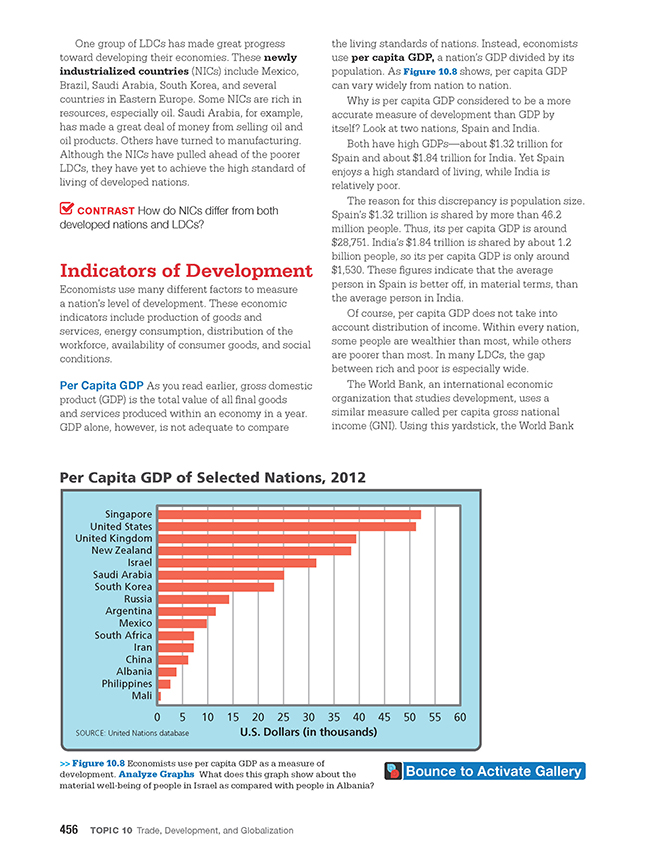 One group of LDCs has made great progress
toward developing their economies. These newly
industrialized countries (NICs) include Mexico,
Brazil, Saudi Arabia, South Korea, and several
countries in Eastern Europe. Some NICs are rich in
resources, especially oil. Saudi Arabia, for example,
has made a great deal of money from selling oil and
oil products. Others have turned to manufacturing.
Although the NICs have pulled ahead of the poorer
LDCs, they have yet to achieve the high standard of
living of developed nations.
CONTRAST How do NICs differ from both
developed nations and LDCs?
Indicators of Development
Economists use many different factors to measure
a nation's level of development. These economic
indicators include production of goods and
services, energy consumption, distribution of the
workforce, availability of consumer goods, and social
conditions.
Per Capita GDP As you read earlier, gross domestic
product (GDP) is the total value of all final goods
and services produced within an economy in a year.
GDP alone, however, is not adequate to compare
the living standards of nations. Instead, economists
use per capita GDP, a nation's GDP divided by its
population. As Figure 10.8 shows, per capita GDP
can vary widely from nation to nation.
Why is per capita GDP considered to be a more
accurate measure of development than GDP by
itself? Look at two nations, Spain and India.
Both have high GDPs—about $1.32 trillion for
Spain and about $1.84 trillion for India. Yet Spain
enjoys a high standard of living, while India is
relatively poor.
The reason for this discrepancy is population size.
Spain's $1.32 trillion is shared by more than 46.2
million people. Thus, its per capita GDP is around
$28,751. India's $1.84 trillion is shared by about 1.2
billion people, so its per capita GDP is only around
$1,530. These figures indicate that the average
person in Spain is better off, in material terms, than
the average person in India.
Of course, per capita GDP does not take into
account distribution of income. Within every nation,
some people are wealthier than most, while others
are poorer than most. In many LDCs, the gap
between rich and poor is especially wide.
The World Bank, an international economic
organization that studies development, uses a
similar measure called per capita gross national
income (GNI). Using this yardstick, the World Bank
Per Capita GDP of Selected Nations, 2012
Singapore
United States
United Kingdom
New Zealand
Israel
Saudi Arabia
South Korea
Russia
Argentina
Mexico
South Africa
Iran
China
Albania
Philippines
Mali
0 5 10 15 20 25 30 35 40 45 50 55 60
SOURCE: United Nations database U.S. Dollars (in thousands)
>> Figure 10.8 Economists use per capita GDP as a measure of
development. Analyze Graphs What does this graph show about the
material well-being of people in Israel as compared with people in Albania?
Bounce to Activate Gallery
456 TOPIC 10 Trade, Development, and Globalization